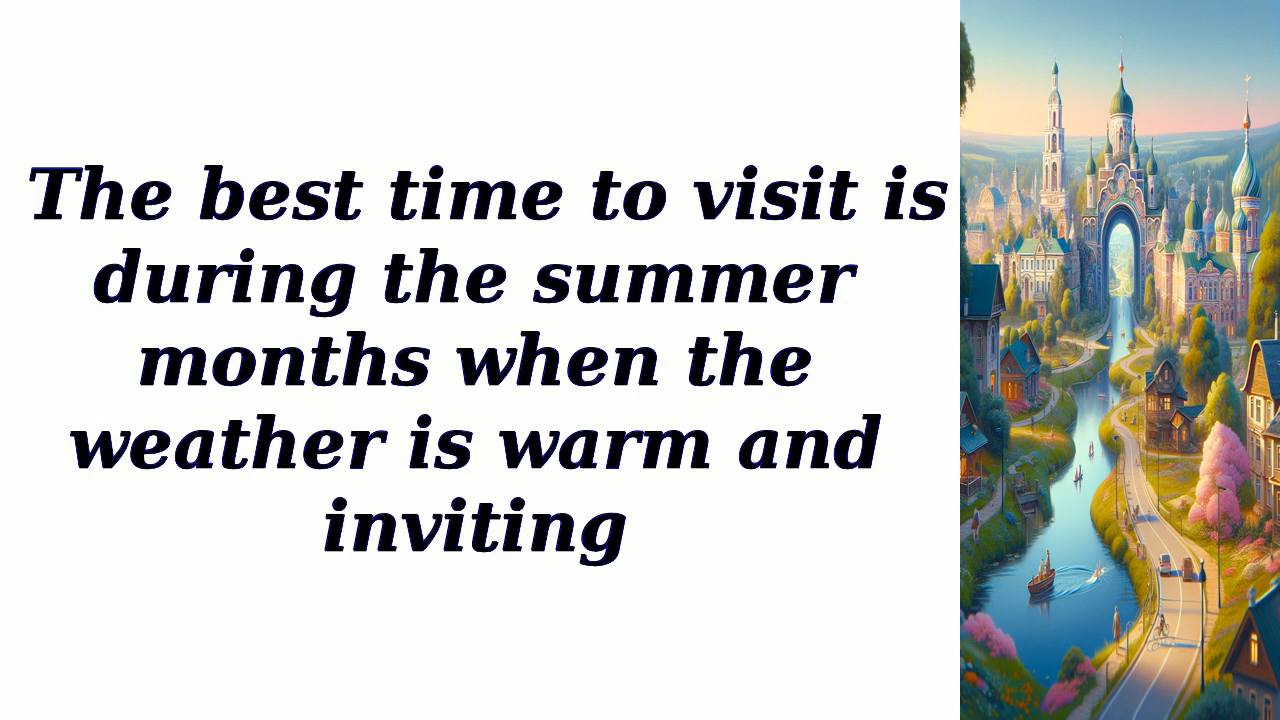 The best time to visit is
during the summer
months when the
weather is warm and
inviting